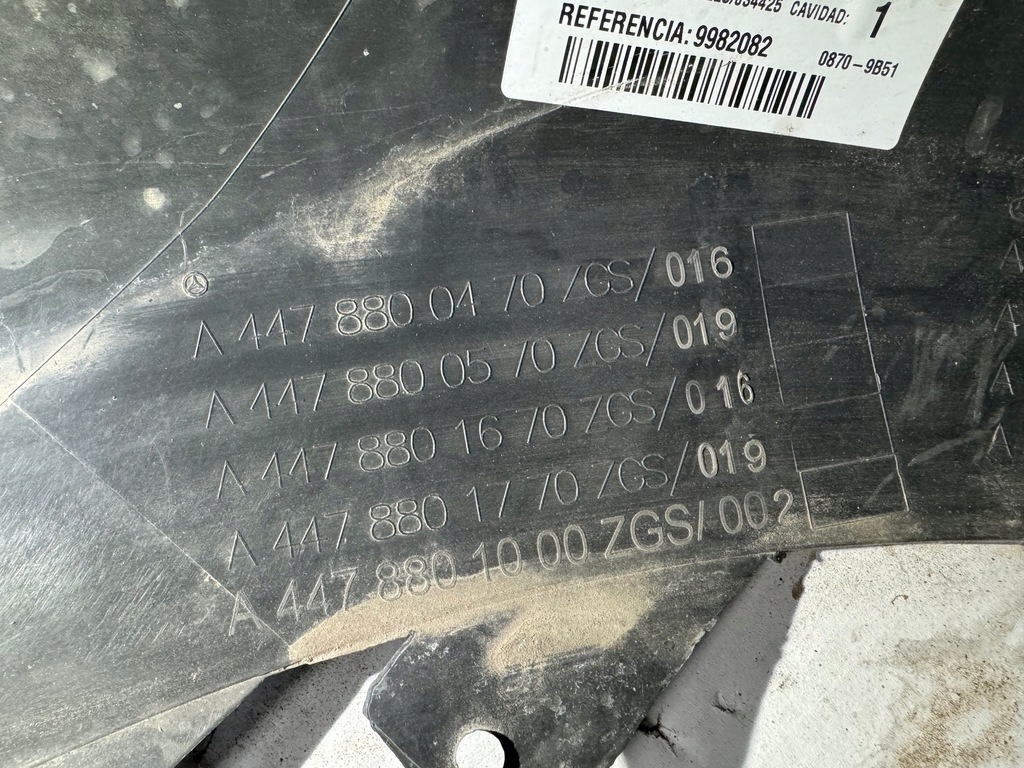 CAVIDAD: 1
REFERENCIA: 9982082
0870-9B51
A 447 880 04 70 ZGS/016
A 447 880 05 70 ZGS/019
A 447 880 16 70 ZGS/016
A 447 880 17 70 ZGS/019
A 447 880 10 00 ZGS/002
A
A
A
A